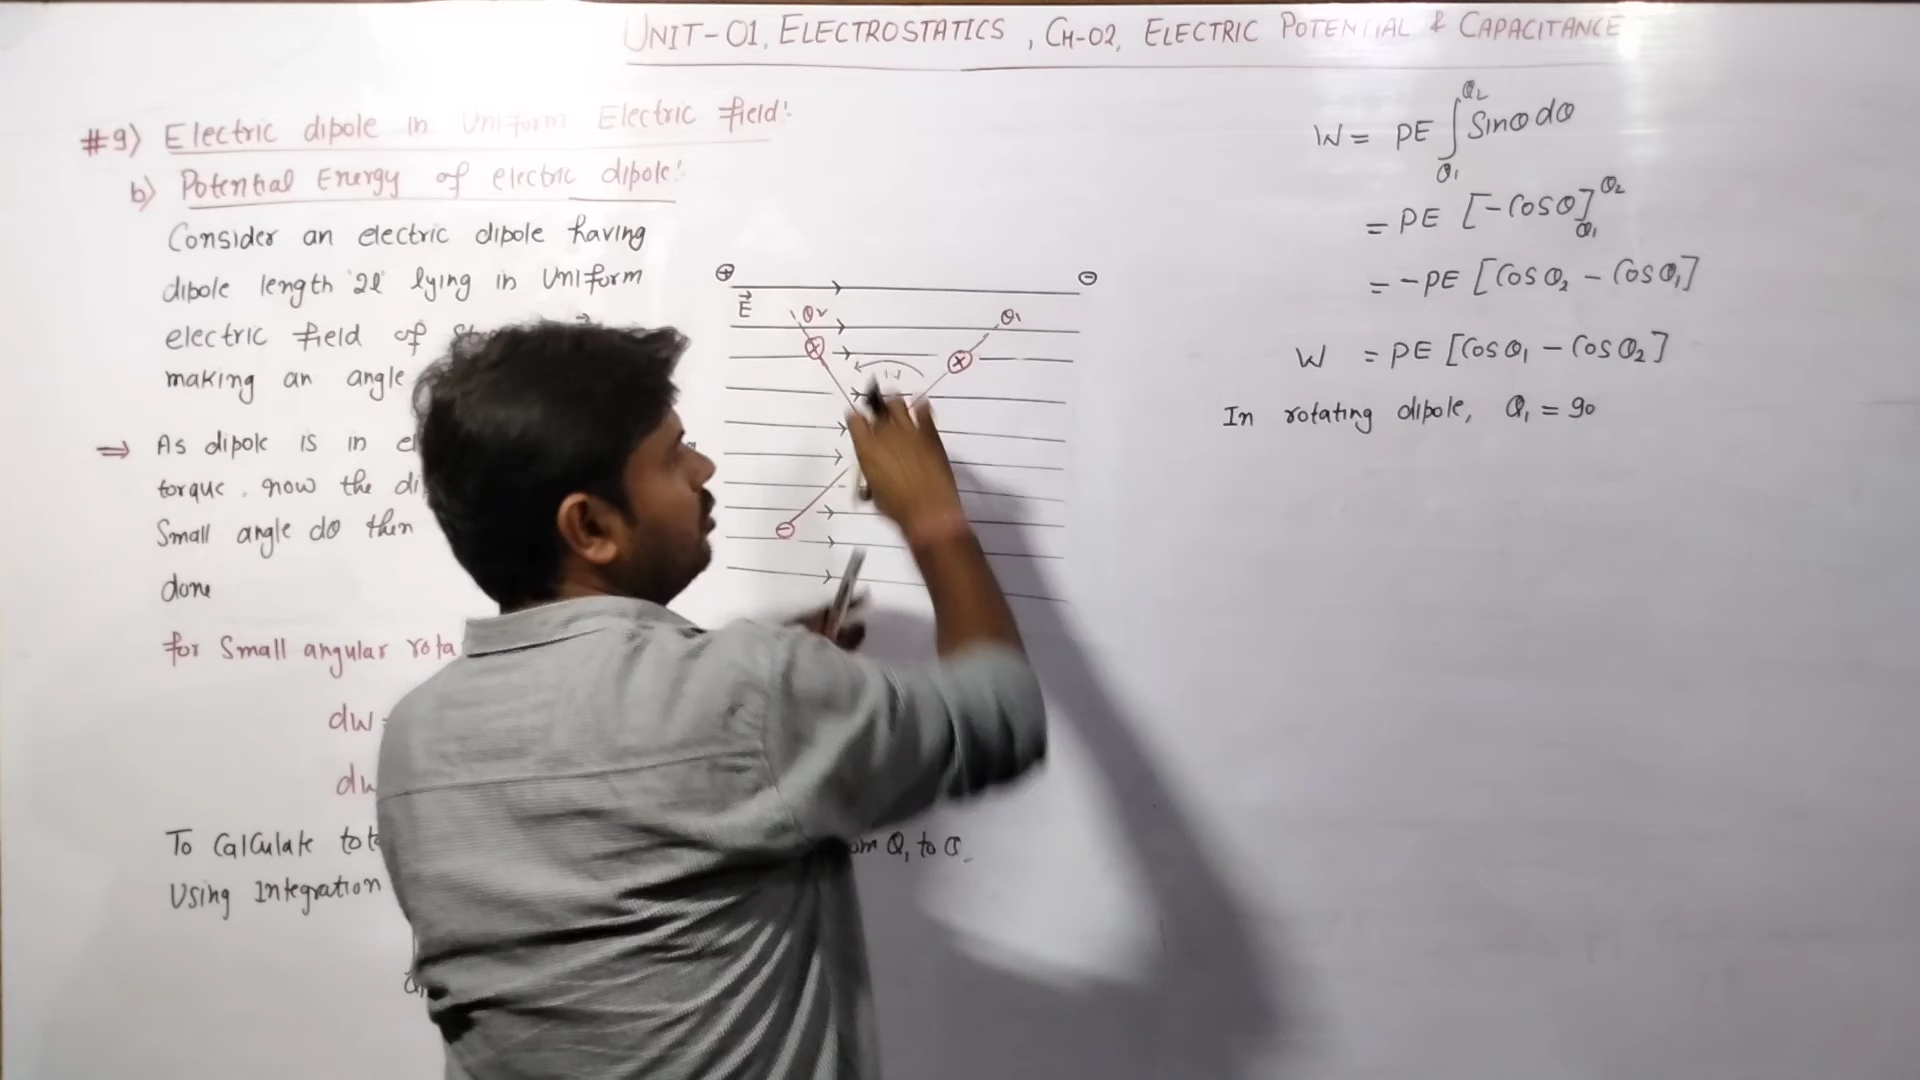 UNIT-01, ELECTROSTATICS , CH-02, ELECTRIC POTENTIAL & CAPACITANCE
#9) Electric dipole in Uniform Electric field:
b) Potential Energy of electric dipole:
Consider an electric dipole having
dipole length '2l' lying in Uniform
electric field of
making an angle
⇒ As dipole is in
torque, now the
Small angle dθ then
done
for Small angular
dw
To Calculate
Using Integration
θ1 to
⊕
⊖
E⃗
θ2
θ1
W = PE ∫θ1^θ2 Sinθ dθ
= PE [-Cosθ]θ1^θ2
= -PE [Cosθ2 - Cosθ1]
W = PE [Cosθ1 - Cosθ2]
In rotating dipole, θ1 = 90